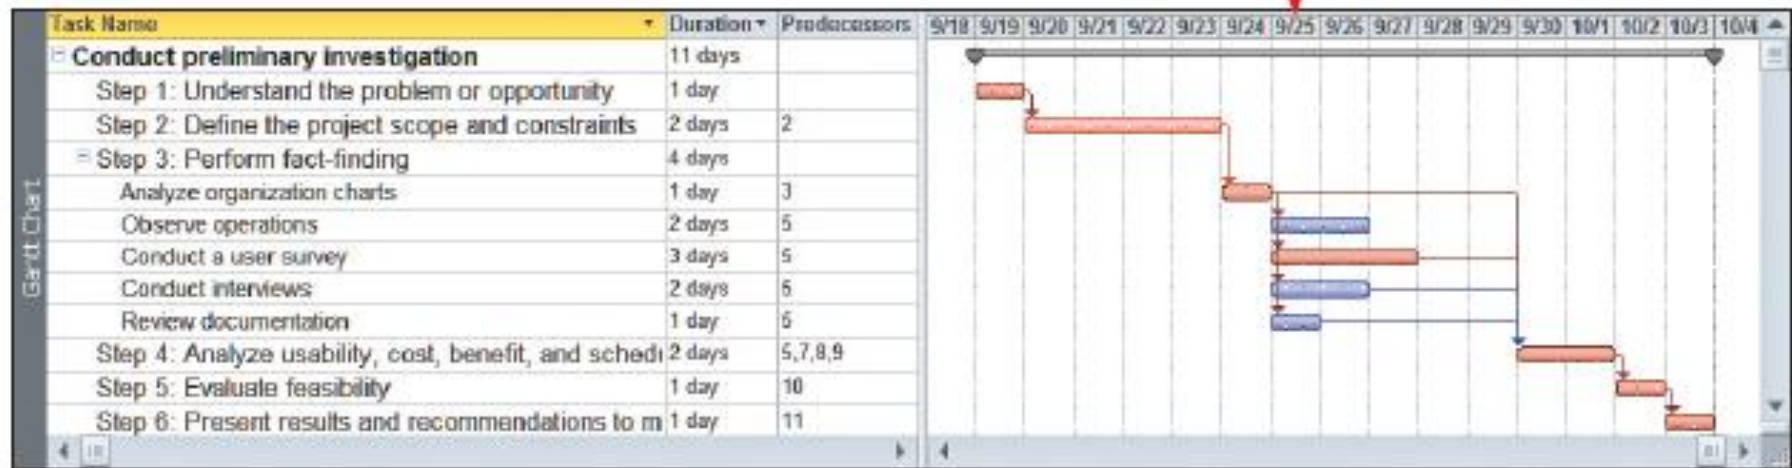 Task Name Duration Predecessors 9/18 9/19 9/20 9/21 9/22 9/23 9/24 9/25 9/26 9/27 9/28 9/29 9/30 10/1 10/2 10/3 10/4
Conduct preliminary investigation 11 days
Step 1: Understand the problem or opportunity 1 day
Step 2: Define the project scope and constraints 2 days 2
Step 3: Perform fact-finding 4 days
Analyze organization charts 1 day 3
Observe operations 2 days 5
Conduct a user survey 3 days 5
Conduct interviews 2 days 5
Review documentation 1 day 5
Step 4: Analyze usability, cost, benefit, and schedu 2 days 5,7,8,9
Step 5: Evaluate feasibility 1 day 10
Step 6: Present results and recommendations to m 1 day 11
Gantt Chart